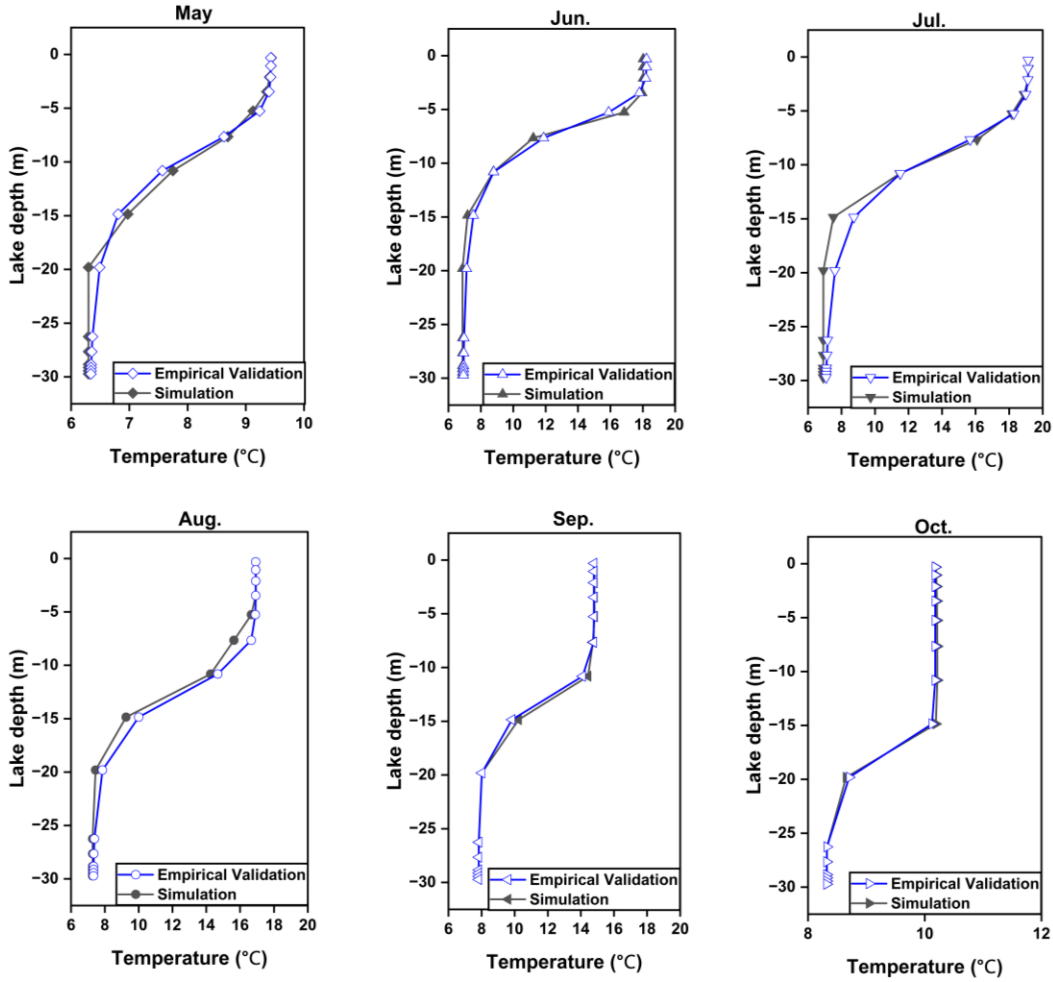 May
0
−5
−10
−15
−20
−25
−30
Lake depth (m)
Empirical Validation
Simulation
6 7 8 9 10
Temperature (°C)
Jun.
0
−5
−10
−15
−20
−25
−30
Lake depth (m)
Empirical Validation
Simulation
6 8 10 12 14 16 18 20
Temperature (°C)
Jul.
0
−5
−10
−15
−20
−25
−30
Lake depth (m)
Empirical Validation
Simulation
6 8 10 12 14 16 18 20
Temperature (°C)
Aug.
0
−5
−10
−15
−20
−25
−30
Lake depth (m)
Empirical Validation
Simulation
6 8 10 12 14 16 18 20
Temperature (°C)
Sep.
0
−5
−10
−15
−20
−25
−30
Lake depth (m)
Empirical Validation
Simulation
6 8 10 12 14 16 18 20
Temperature (°C)
Oct.
0
−5
−10
−15
−20
−25
−30
Lake depth (m)
Empirical Validation
Simulation
8 10 12
Temperature (°C)